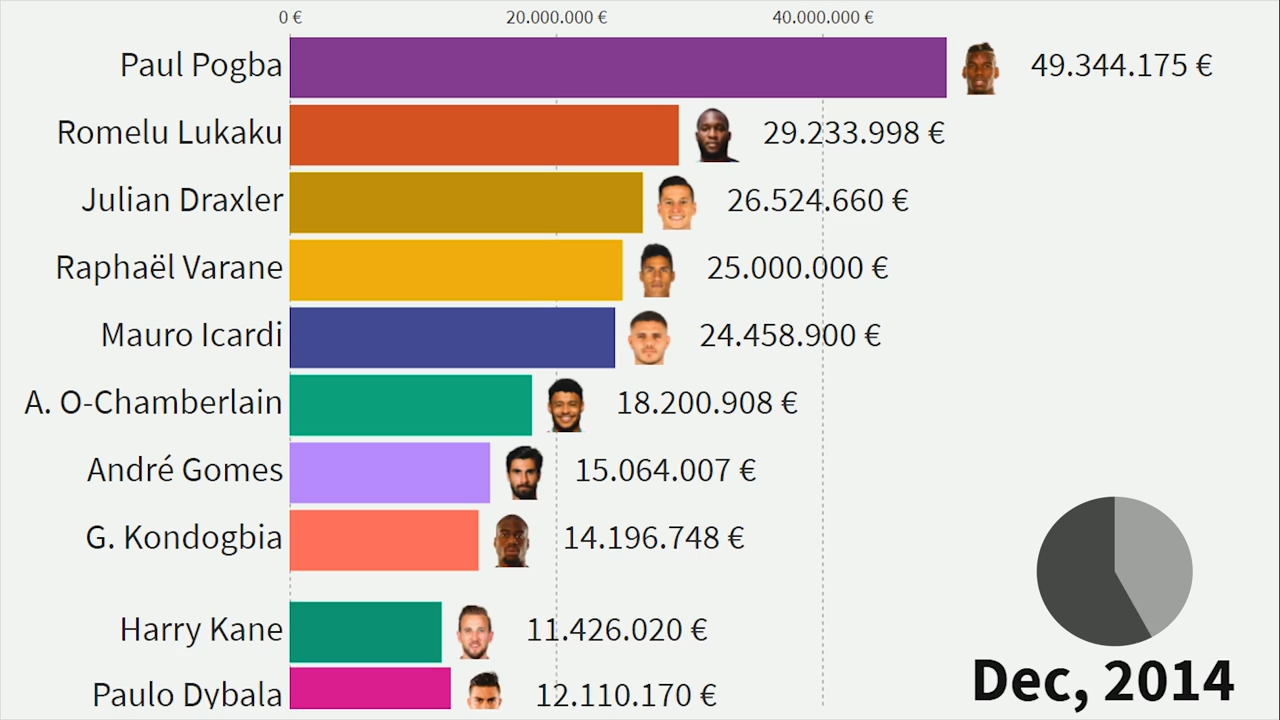 0 € 20.000.000 € 40.000.000 €
Paul Pogba 49.344.175 €
Romelu Lukaku 29.233.998 €
Julian Draxler 26.524.660 €
Raphaël Varane 25.000.000 €
Mauro Icardi 24.458.900 €
A. O-Chamberlain 18.200.908 €
André Gomes 15.064.007 €
G. Kondogbia 14.196.748 €
Harry Kane 11.426.020 €
Paulo Dybala 12.110.170 €
Dec, 2014